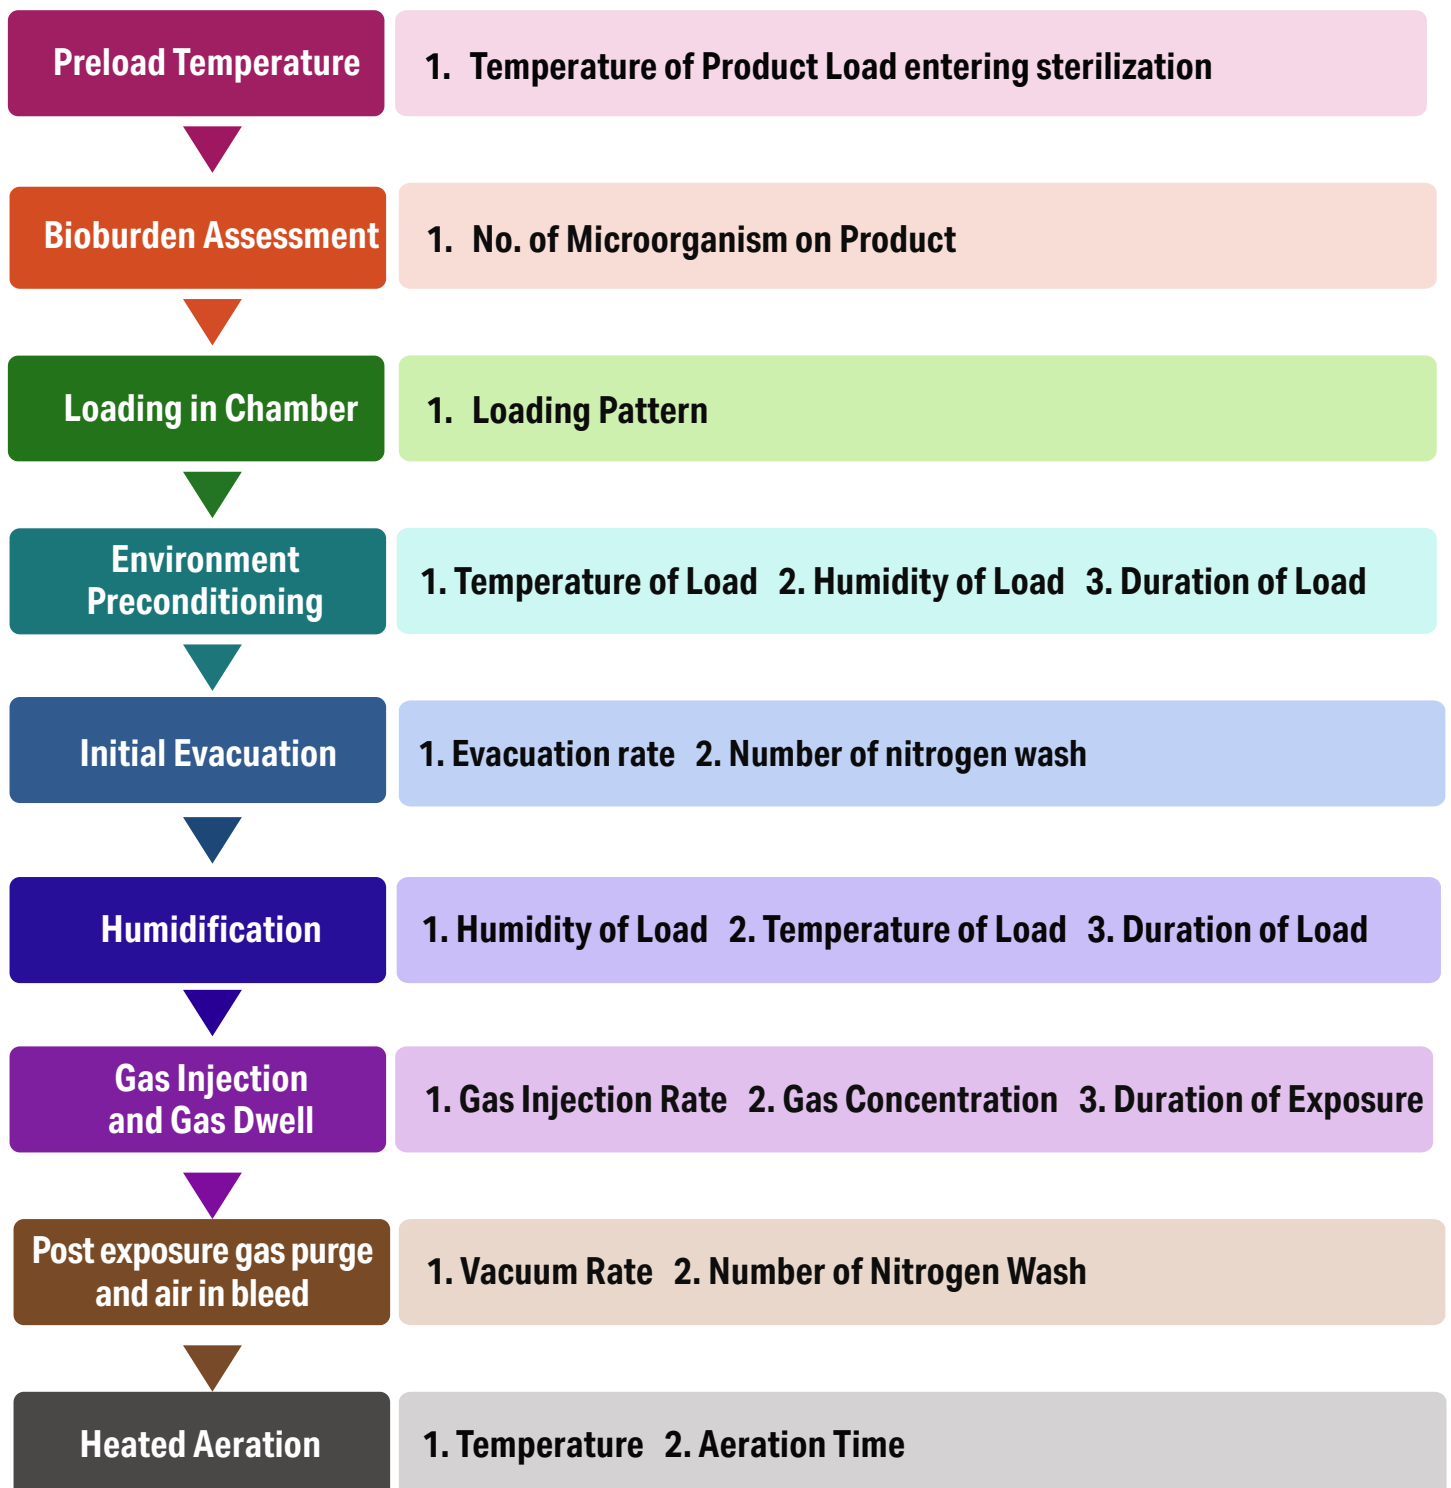 Preload Temperature
1. Temperature of Product Load entering sterilization
Bioburden Assessment
1. No. of Microorganism on Product
Loading in Chamber
1. Loading Pattern
Environment
Preconditioning
1. Temperature of Load 2. Humidity of Load 3. Duration of Load
Initial Evacuation
1. Evacuation rate 2. Number of nitrogen wash
Humidification
1. Humidity of Load 2. Temperature of Load 3. Duration of Load
Gas Injection
and Gas Dwell
1. Gas Injection Rate 2. Gas Concentration 3. Duration of Exposure
Post exposure gas purge
and air in bleed
1. Vacuum Rate 2. Number of Nitrogen Wash
Heated Aeration
1. Temperature 2. Aeration Time